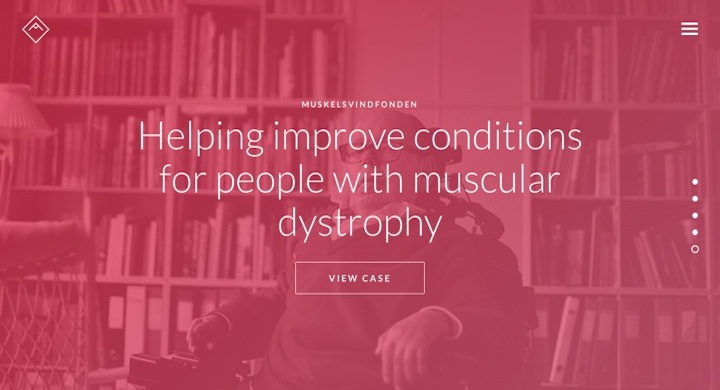 MUSKELSVINDFONDEN
Helping improve conditions
for people with muscular
dystrophy
VIEW CASE